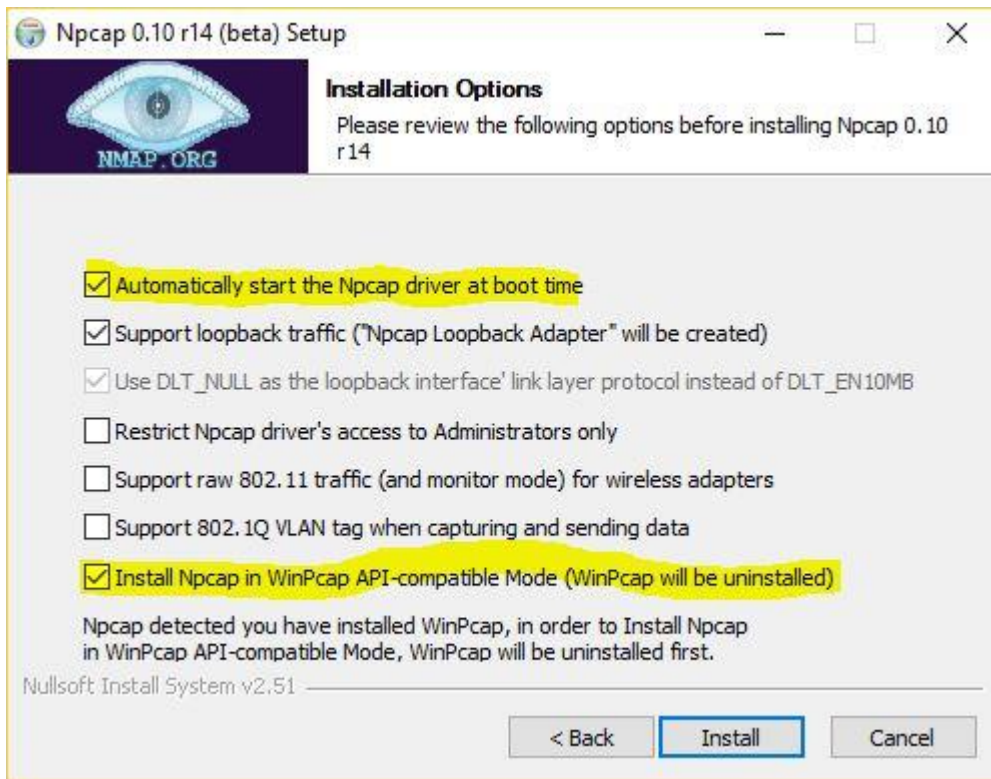 Npcap 0.10 r14 (beta) Setup
NMAP.ORG
Installation Options
Please review the following options before installing Npcap 0.10
r14
Automatically start the Npcap driver at boot time
Support loopback traffic ("Npcap Loopback Adapter" will be created)
Use DLT_NULL as the loopback interface' link layer protocol instead of DLT_EN10MB
Restrict Npcap driver's access to Administrators only
Support raw 802.11 traffic (and monitor mode) for wireless adapters
Support 802.1Q VLAN tag when capturing and sending data
Install Npcap in WinPcap API-compatible Mode (WinPcap will be uninstalled)
Npcap detected you have installed WinPcap, in order to Install Npcap
in WinPcap API-compatible Mode, WinPcap will be uninstalled first.
Nullsoft Install System v2.51
< Back Install Cancel